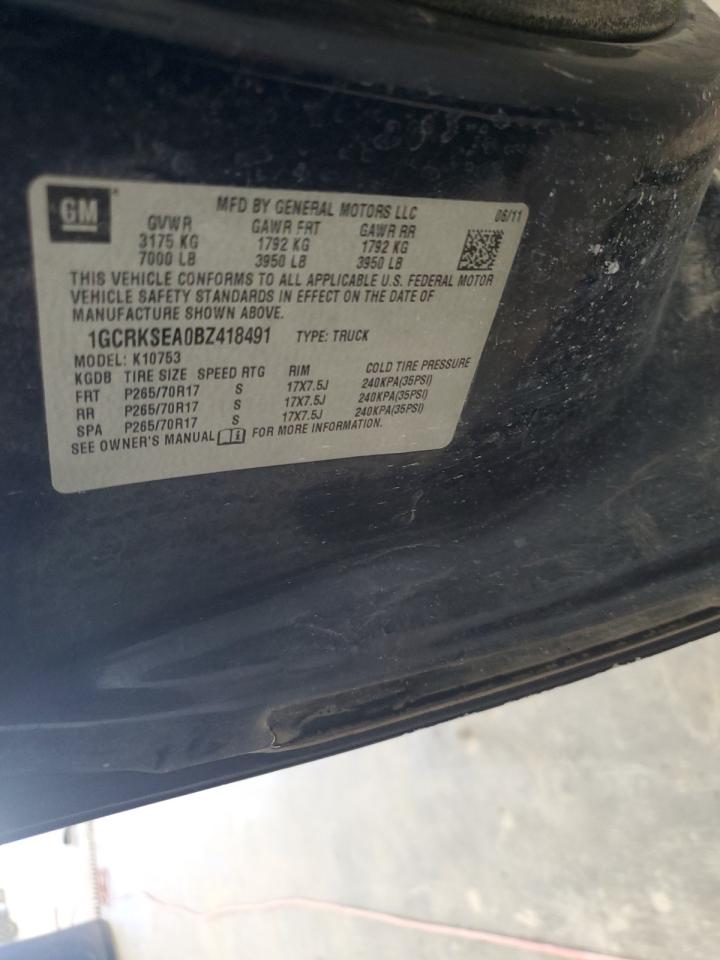 GM MFD BY GENERAL MOTORS LLC 06/11
GVWR GAWR FRT GAWR RR
3175 KG 1792 KG 1792 KG
7000 LB 3950 LB 3950 LB
THIS VEHICLE CONFORMS TO ALL APPLICABLE U.S. FEDERAL MOTOR
VEHICLE SAFETY STANDARDS IN EFFECT ON THE DATE OF
MANUFACTURE SHOWN ABOVE.
1GCRKSEA0BZ418491 TYPE: TRUCK
MODEL: K10753
KGDB TIRE SIZE SPEED RTG RIM COLD TIRE PRESSURE
FRT P265/70R17 S 17X7.5J 240KPA(35PSI)
RR P265/70R17 S 17X7.5J 240KPA(35PSI)
SPA P265/70R17 S 17X7.5J 240KPA(35PSI)
SEE OWNER'S MANUAL FOR MORE INFORMATION.